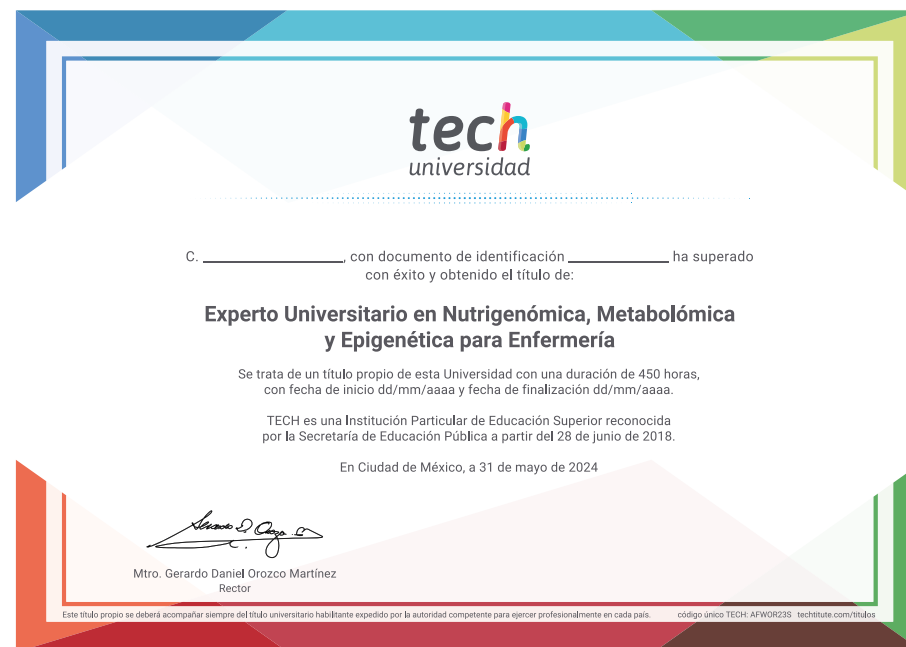 tech
universidad
C. ____________________, con documento de identificación ______________ ha superado
con éxito y obtenido el título de:
Experto Universitario en Nutrigenómica, Metabolómica
y Epigenética para Enfermería
Se trata de un título propio de esta Universidad con una duración de 450 horas,
con fecha de inicio dd/mm/aaaa y fecha de finalización dd/mm/aaaa.
TECH es una Institución Particular de Educación Superior reconocida
por la Secretaría de Educación Pública a partir del 28 de junio de 2018.
En Ciudad de México, a 31 de mayo de 2024
Mtro. Gerardo Daniel Orozco Martínez
Rector
Este título propio se deberá acompañar siempre del título universitario habilitante expedido por la autoridad competente para ejercer profesionalmente en cada país. código único TECH: AFWOR23S techtitute.com/titulos